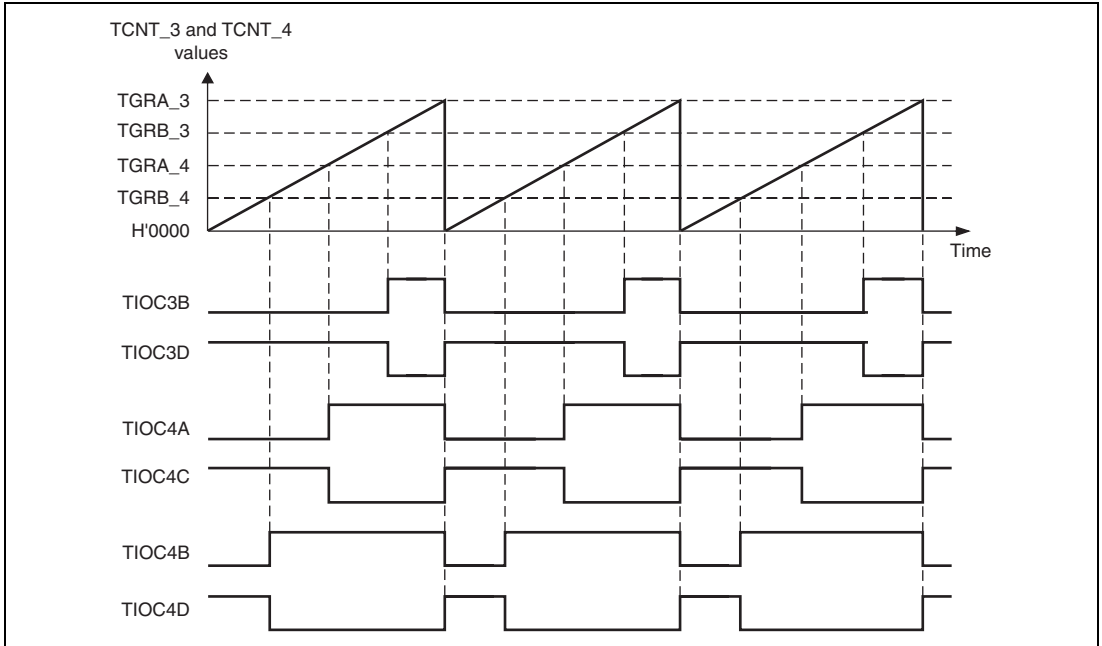 TCNT_3 and TCNT_4
values
TGRA_3
TGRB_3
TGRA_4
TGRB_4
H'0000
Time
TIOC3B
TIOC3D
TIOC4A
TIOC4C
TIOC4B
TIOC4D